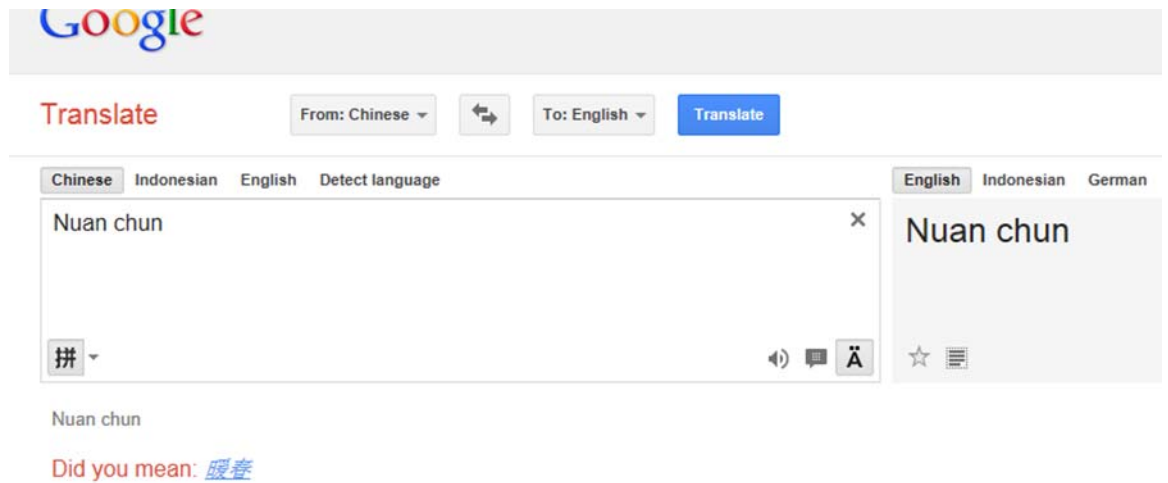 Google
Translate From: Chinese To: English Translate
Chinese Indonesian English Detect language English Indonesian German
Nuan chun Nuan chun
拼 Ä
Nuan chun
Did you mean: 暖春